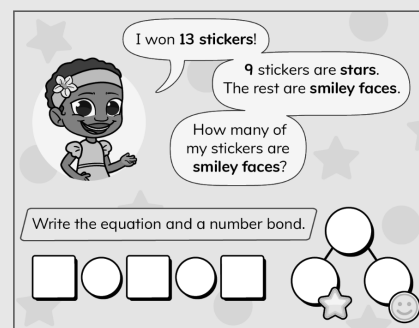 I won 13 stickers!
9 stickers are stars.
The rest are smiley faces.
How many of
my stickers are
smiley faces?
Write the equation and a number bond.